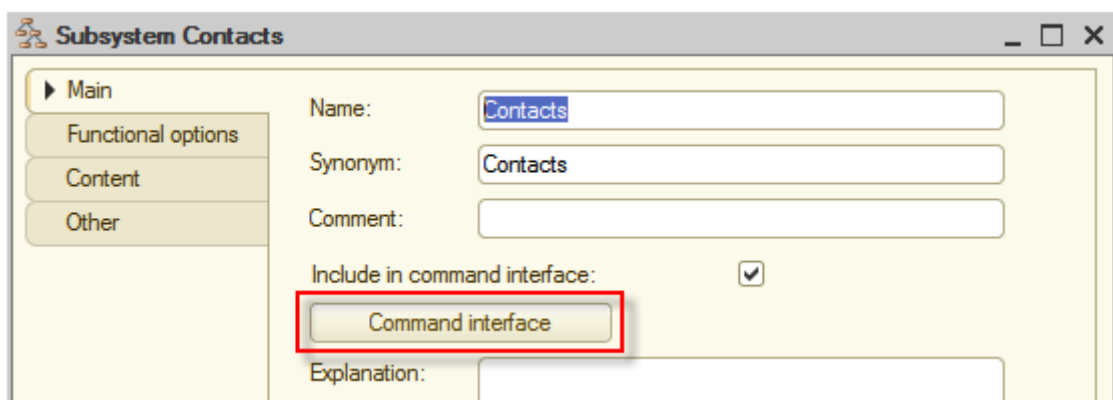 Subsystem Contacts
Main
Functional options
Content
Other
Name: Contacts
Synonym: Contacts
Comment:
Include in command interface:
Command interface
Explanation: